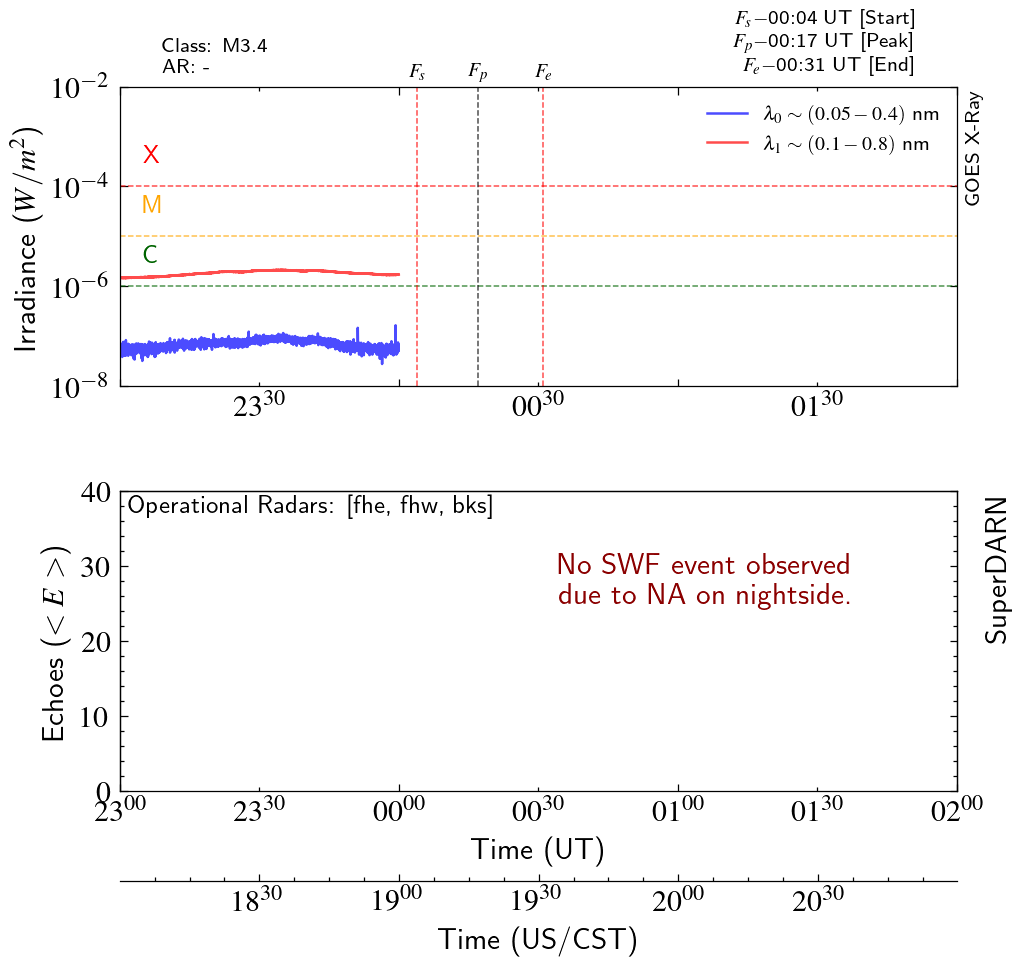 Class: M3.4
AR: -
F_s−00:04 UT [Start]
F_p−00:17 UT [Peak]
F_e−00:31 UT [End]
F_s F_p F_e
λ_0 ∼ (0.05 − 0.4) nm
λ_1 ∼ (0.1 − 0.8) nm
GOES X-Ray
Irradiance (W/m^2)
10^−2
10^−4
10^−6
10^−8
X
M
C
23^30 00^30 01^30
Operational Radars: [fhe, fhw, bks]
No SWF event observed
due to NA on nightside.
SuperDARN
Echoes (< E >)
40
30
20
10
0
23^00 23^30 00^00 00^30 01^00 01^30 02^00
Time (UT)
18^30 19^00 19^30 20^00 20^30
Time (US/CST)